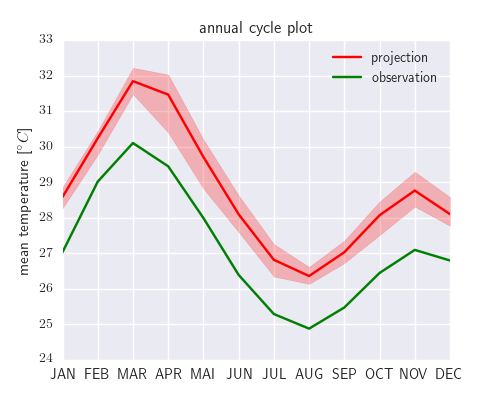 annual cycle plot
33
32
31
30
29
28
27
26
25
24
mean temperature [°C]
projection
observation
JAN FEB MAR APR MAI JUN JUL AUG SEP OCT NOV DEC